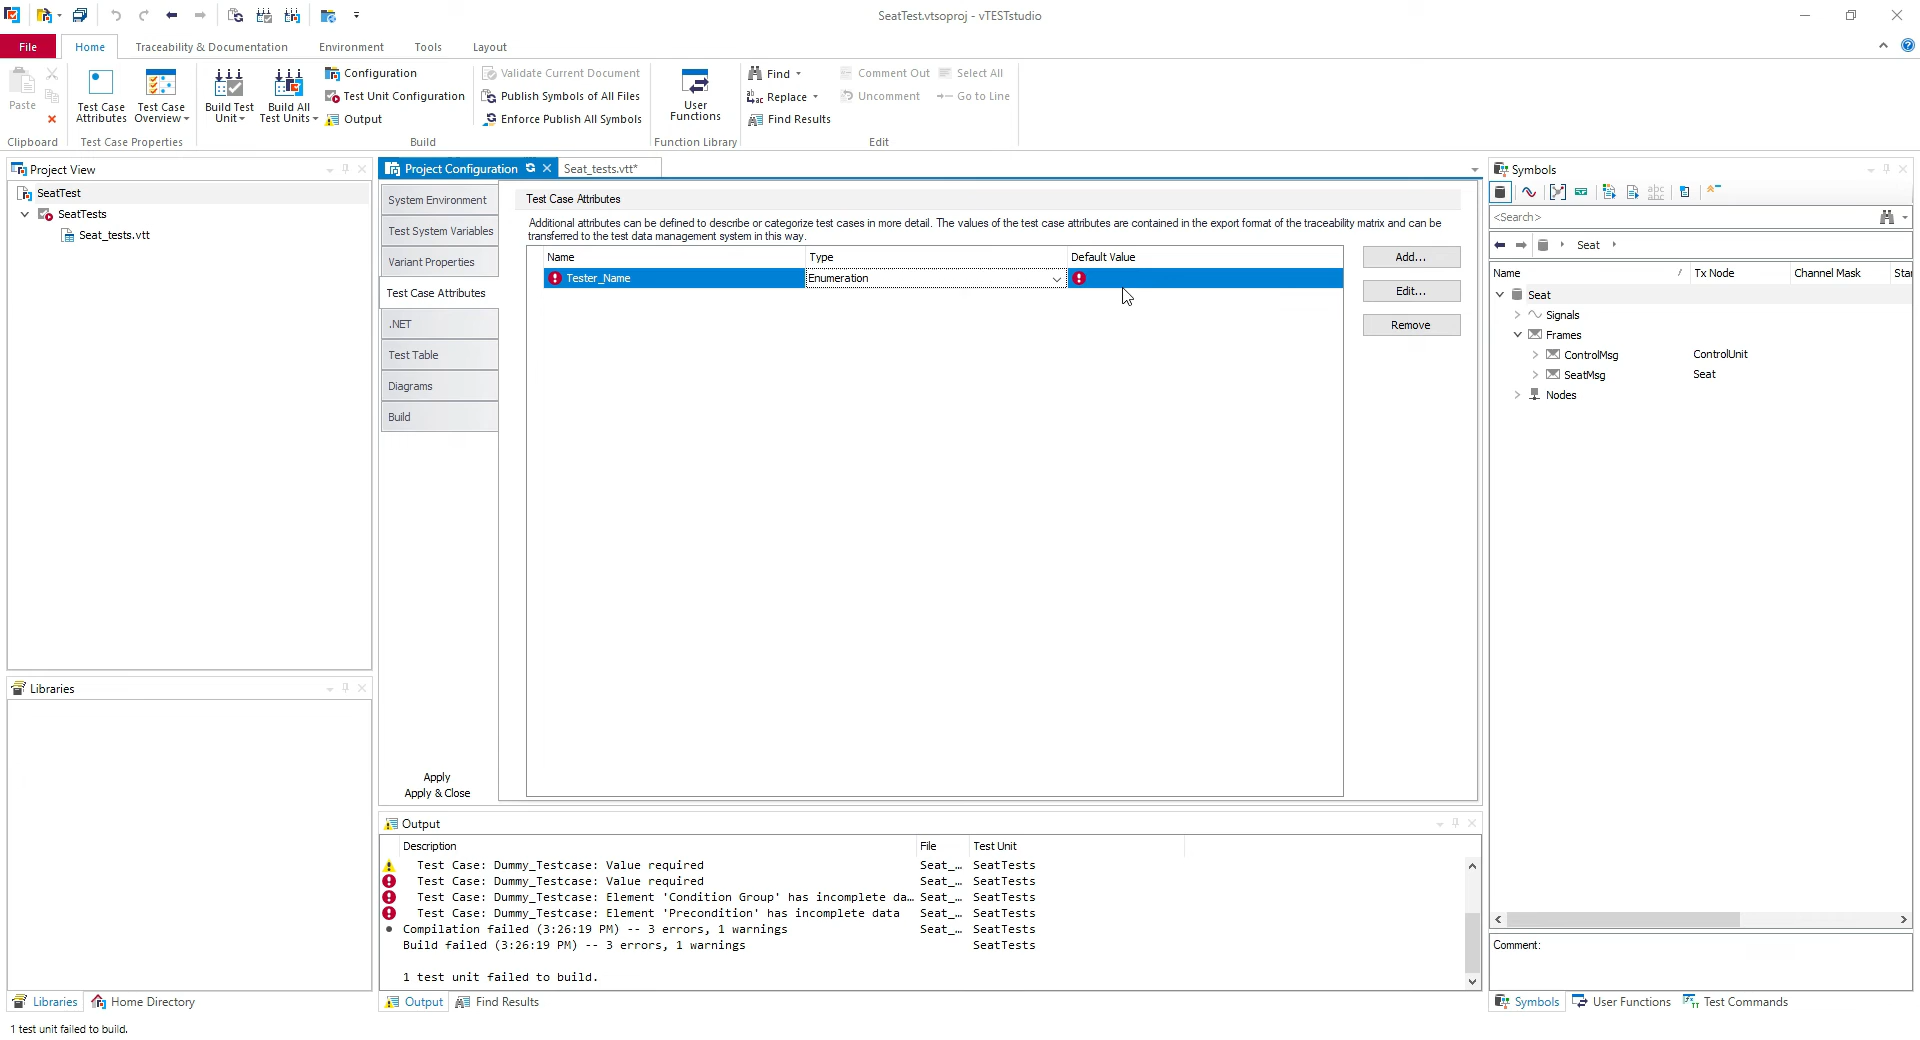 SeatTest.vtsoproj - vTESTstudio
File
Home
Traceability & Documentation
Environment
Tools
Layout
Paste
Clipboard
Test Case
Attributes
Test Case
Overview
Test Case Properties
Build Test
Unit
Build All
Test Units
Configuration
Test Unit Configuration
Output
Validate Current Document
Publish Symbols of All Files
Enforce Publish All Symbols
Build
User
Functions
Function Library
Find
Replace
Find Results
Comment Out
Uncomment
Select All
Go to Line
Edit
Project View
SeatTest
SeatTests
Seat_tests.vtt
Libraries
Libraries
Home Directory
1 test unit failed to build.
Project Configuration
Seat_tests.vtt*
System Environment
Test System Variables
Variant Properties
Test Case Attributes
.NET
Test Table
Diagrams
Build
Apply
Apply & Close
Test Case Attributes
Additional attributes can be defined to describe or categorize test cases in more detail. The values of the test case attributes are contained in the export format of the traceability matrix and can be
transferred to the test data management system in this way.
Name Type Default Value
Tester_Name Enumeration
Add...
Edit...
Remove
Output
Description File Test Unit
Test Case: Dummy_Testcase: Value required Seat_... SeatTests
Test Case: Dummy_Testcase: Value required Seat_... SeatTests
Test Case: Dummy_Testcase: Element 'Condition Group' has incomplete da... Seat_... SeatTests
Test Case: Dummy_Testcase: Element 'Precondition' has incomplete data Seat_... SeatTests
Compilation failed (3:26:19 PM) -- 3 errors, 1 warnings Seat_... SeatTests
Build failed (3:26:19 PM) -- 3 errors, 1 warnings SeatTests
1 test unit failed to build.
Output
Find Results
Symbols
<Search>
Seat
Name Tx Node Channel Mask Star
Seat
Signals
Frames
ControlMsg ControlUnit
SeatMsg Seat
Nodes
Comment:
Symbols
User Functions
Test Commands